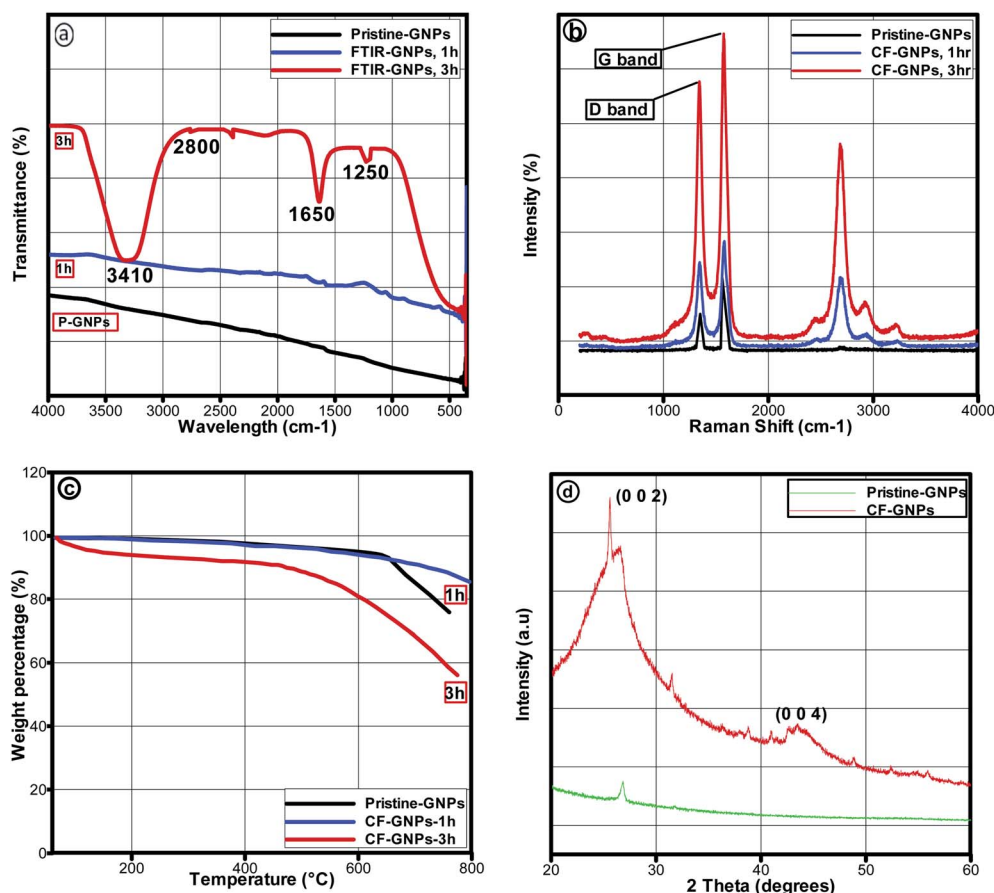 a
Pristine-GNPs
FTIR-GNPs, 1h
FTIR-GNPs, 3h
3h
2800
1250
1650
3410
1h
P-GNPs
Transmittance (%)
4000 3500 3000 2500 2000 1500 1000 500
Wavelength (cm-1)
b
Pristine-GNPs
CF-GNPs, 1hr
CF-GNPs, 3hr
G band
D band
Intensity (%)
0 1000 2000 3000 4000
Raman Shift (cm-1)
c
120
100
80
60
40
20
0
Weight percentage (%)
1h
3h
Pristine-GNPs
CF-GNPs-1h
CF-GNPs-3h
200 400 600 800
Temperature (°C)
d
(0 0 2)
Pristine-GNPs
CF-GNPs
(0 0 4)
Intensity (a.u)
20 30 40 50 60
2 Theta (degrees)